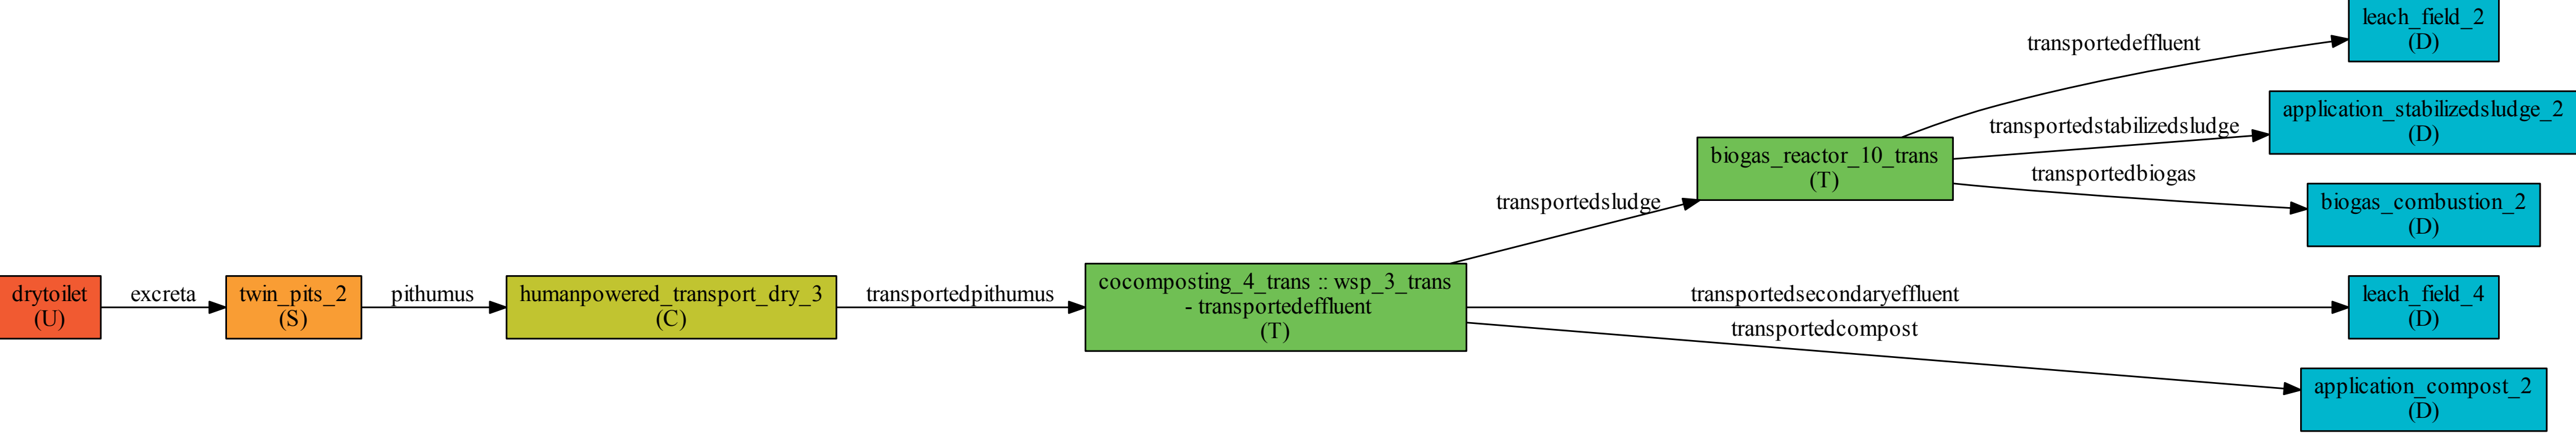 drytoilet
(U)
excreta
twin_pits_2
(S)
pithumus
humanpowered_transport_dry_3
(C)
transportedpithumus
cocomposting_4_trans :: wsp_3_trans
- transportedeffluent
(T)
transportedsludge
transportedsecondaryeffluent
transportedcompost
biogas_reactor_10_trans
(T)
transportedeffluent
transportedstabilizedsludge
transportedbiogas
leach_field_2
(D)
application_stabilizedsludge_2
(D)
biogas_combustion_2
(D)
leach_field_4
(D)
application_compost_2
(D)